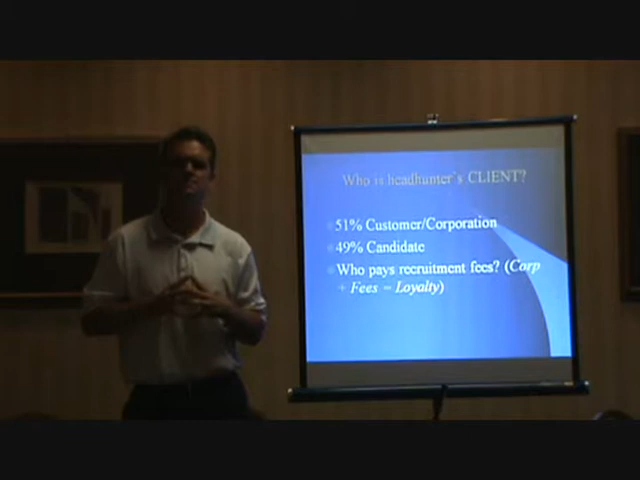 Who is headhunter's CLIENT?
51% Customer/Corporation
49% Candidate
Who pays recruitment fees? (Corp
+ Fees = Loyalty)